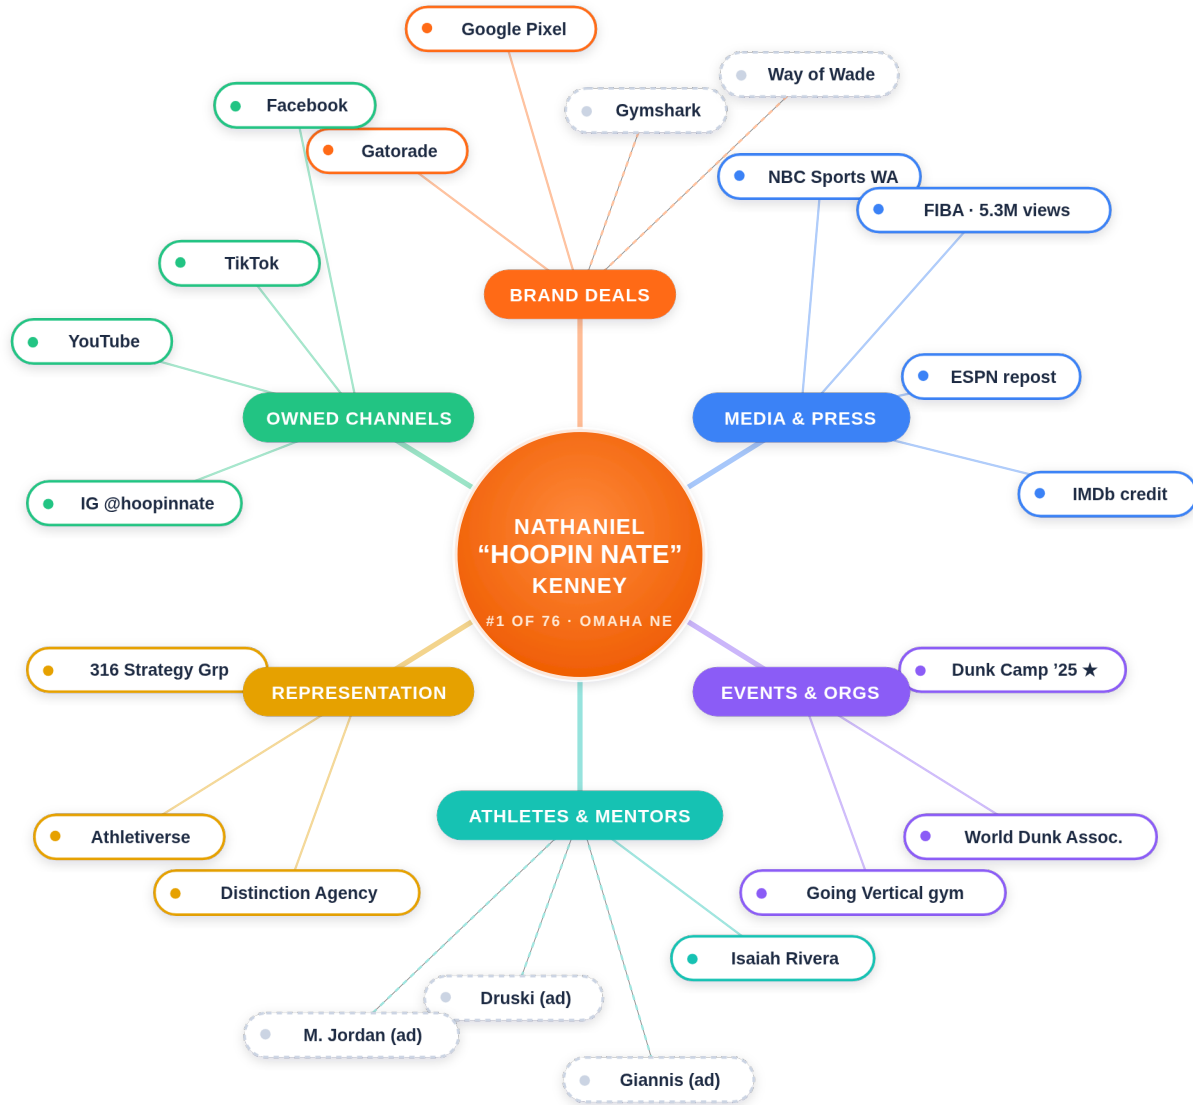 Google Pixel
Way of Wade
Facebook
Gymshark
Gatorade
NBC Sports WA
FIBA · 5.3M views
TikTok
BRAND DEALS
YouTube
ESPN repost
OWNED CHANNELS
MEDIA & PRESS
IG @hoopinnate
IMDb credit
NATHANIEL
“HOOPIN NATE”
KENNEY
#1 OF 76 · OMAHA NE
316 Strategy Grp
Dunk Camp ’25 ★
REPRESENTATION
EVENTS & ORGS
ATHLETES & MENTORS
Athletiverse
World Dunk Assoc.
Distinction Agency
Going Vertical gym
Isaiah Rivera
Druski (ad)
M. Jordan (ad)
Giannis (ad)